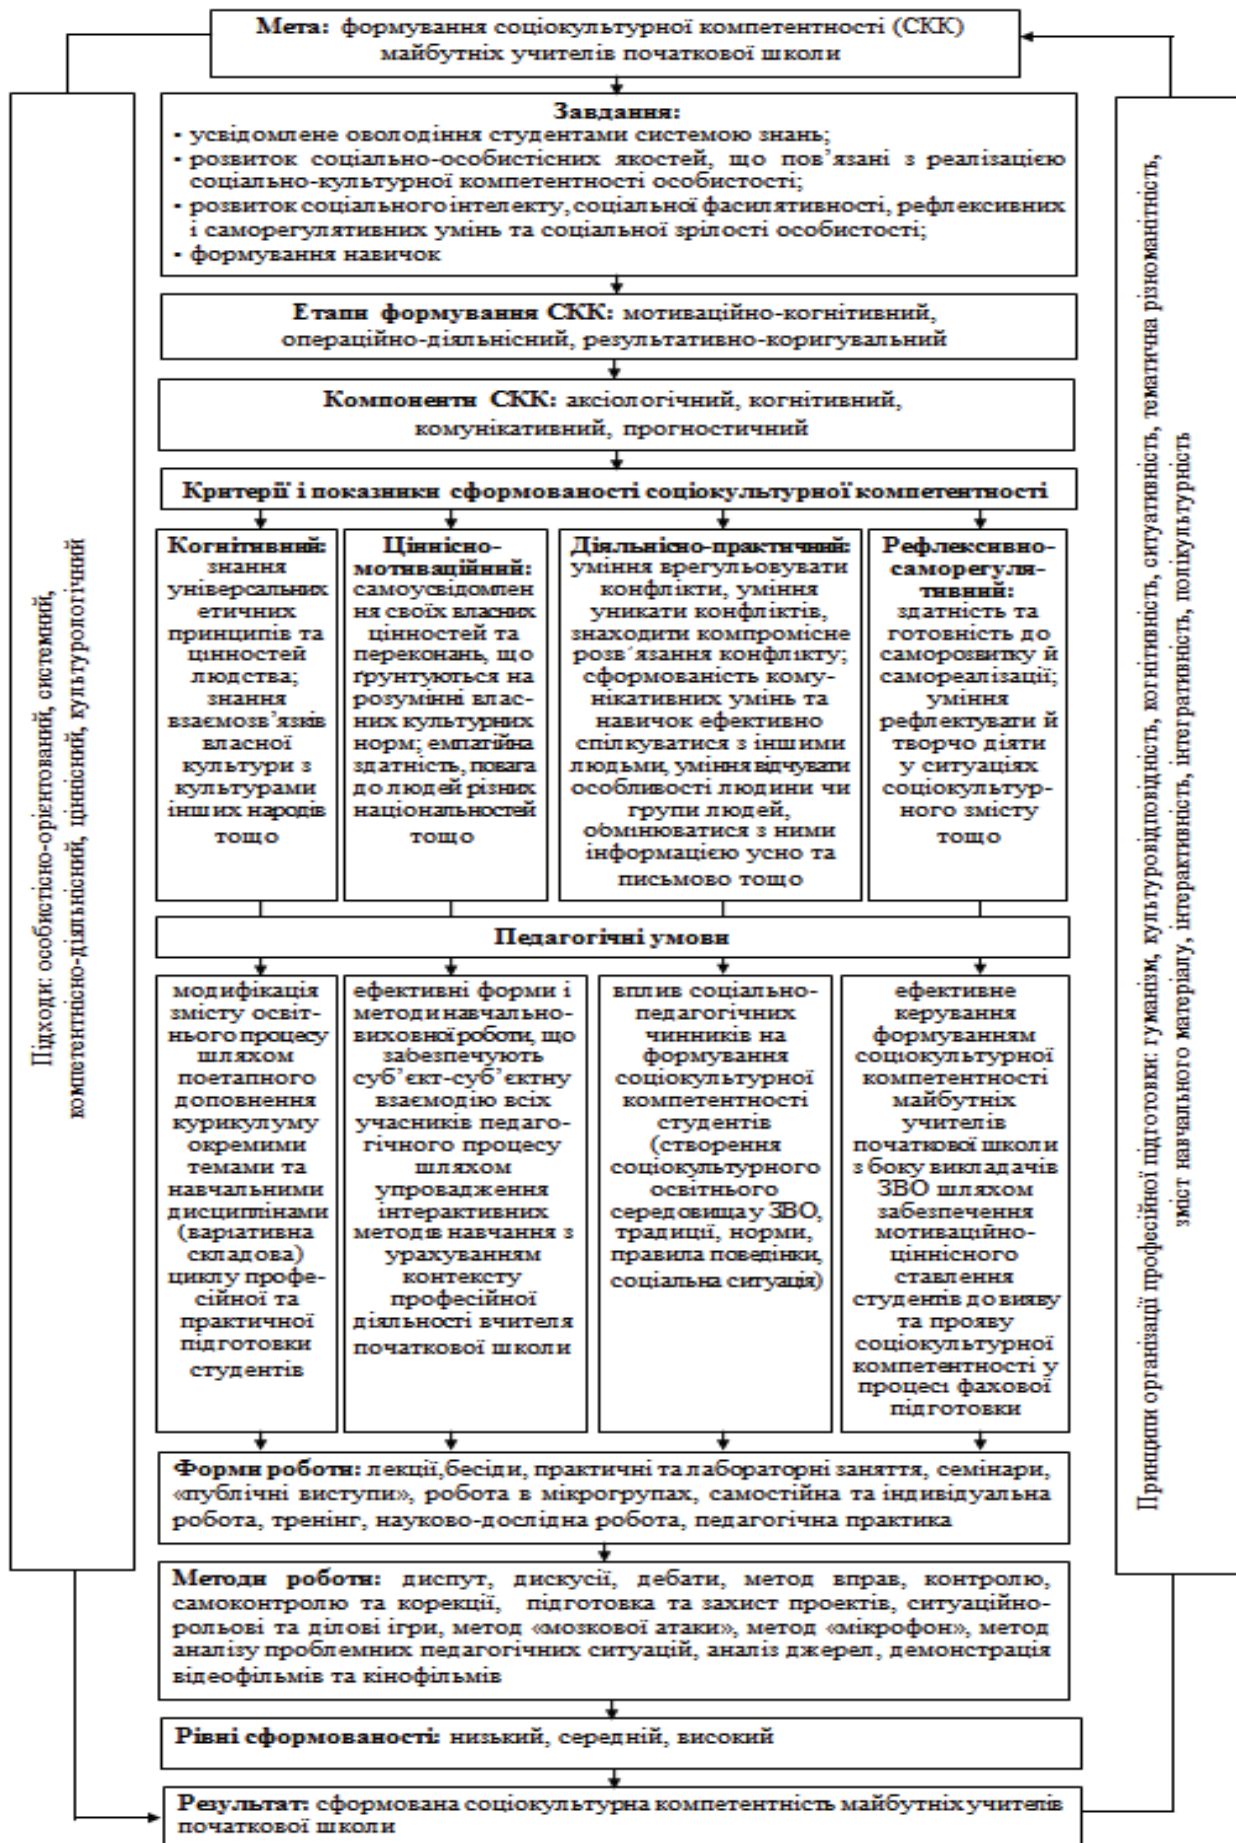 Мета: формування соціокультурної компетентності (СКК)
майбутніх учителів початкової школи
Завдання:
• усвідомлене оволодіння студентами системою знань;
• розвиток соціально-особистісних якостей, що пов’язані з реалізацією
соціально-культурної компетентності особистості;
• розвиток соціального інтелекту, соціальної фасилятивності, рефлексивних
і саморегулятивних умінь та соціальної зрілості особистості;
• формування навичок
Етапи формування СКК: мотиваційно-когнітивний,
операційно-діяльнісний, результативно-коригувальний
Компоненти СКК: аксіологічний, когнітивний,
комунікативний, прогностичний
Критерії і показники сформованості соціокультурної компетентності
Когнітивний:
знання
універсальних
етичних
принципів та
цінностей
людства;
знання
взаємозв’язків
власної
культури з
культурами
інших народів
тощо
Ціннісно-
мотиваційний:
самоусвідомлен
ня своїх власних
цінностей та
переконань, що
ґрунтуються на
розумінні влас-
них культурних
норм; емпатійна
здатність, повага
до людей різних
національностей
тощо
Діяльнісно-практичний:
уміння врегульовувати
конфлікти, уміння
уникати конфліктів,
знаходити компромісне
розв´язання конфлікту;
сформованість кому-
нікативних умінь та
навичок ефективно
спілкуватися з іншими
людьми, уміння відчувати
особливості людини чи
групи людей,
обмінюватися з ними
інформацією усно та
письмово тощо
Рефлексивно-
саморегуля-
тивний:
здатність та
готовність до
саморозвитку й
самореалізації;
уміння
рефлектувати й
творчо діяти
у ситуаціях
соціокультур-
ного змісту
тощо
Педагогічні умови
модифікація
змісту освіт-
нього процесу
шляхом
поетапного
доповнення
курикулуму
окремими
темами та
навчальними
дисциплінами
(варіативна
складова)
циклу профе-
сійної та
практичної
підготовки
студентів
ефективні форми і
методи навчально-
виховної роботи, що
забезпечують
суб’єкт-суб’єктну
взаємодію всіх
учасників педаго-
гічного процесу
шляхом
упровадження
інтерактивних
методів навчання з
урахуванням
контексту
професійної
діяльності вчителя
початкової школи
вплив соціально-
педагогічних
чинників на
формування
соціокультурної
компетентності
студентів
(створення
соціокультурного
освітнього
середовища у ЗВО,
традиції, норми,
правила поведінки,
соціальна ситуація)
ефективне
керування
формуванням
соціокультурної
компетентності
майбутніх
учителів
початкової школи
з боку викладачів
ЗВО шляхом
забезпечення
мотиваційно-
ціннісного
ставлення
студентів до вияву
та прояву
соціокультурної
компетентності у
процесі фахової
підготовки
Форми роботи: лекції,бесіди, практичні та лабораторні заняття, семінари,
«публічні виступи», робота в мікрогрупах, самостійна та індивідуальна
робота, тренінг, науково-дослідна робота, педагогічна практика
Методи роботи: диспут, дискусії, дебати, метод вправ, контролю,
самоконтролю та корекції, підготовка та захист проектів, ситуаційно-
рольові та ділові ігри, метод «мозкової атаки», метод «мікрофон», метод
аналізу проблемних педагогічних ситуацій, аналіз джерел, демонстрація
відеофільмів та кінофільмів
Рівні сформованості: низький, середній, високий
Результат: сформована соціокультурна компетентність майбутніх учителів
початкової школи
Підходи: особистісно-орієнтований, системний,
компетентнісно-діяльнісний, ціннісний, культурологічний
Принципи організації професійної підготовки: гуманізм, культуровідповідність, когнітивність, ситуативність, тематична різноманітність,
зміст навчального матеріалу, інтерактивність, інтегративність, полікультурність